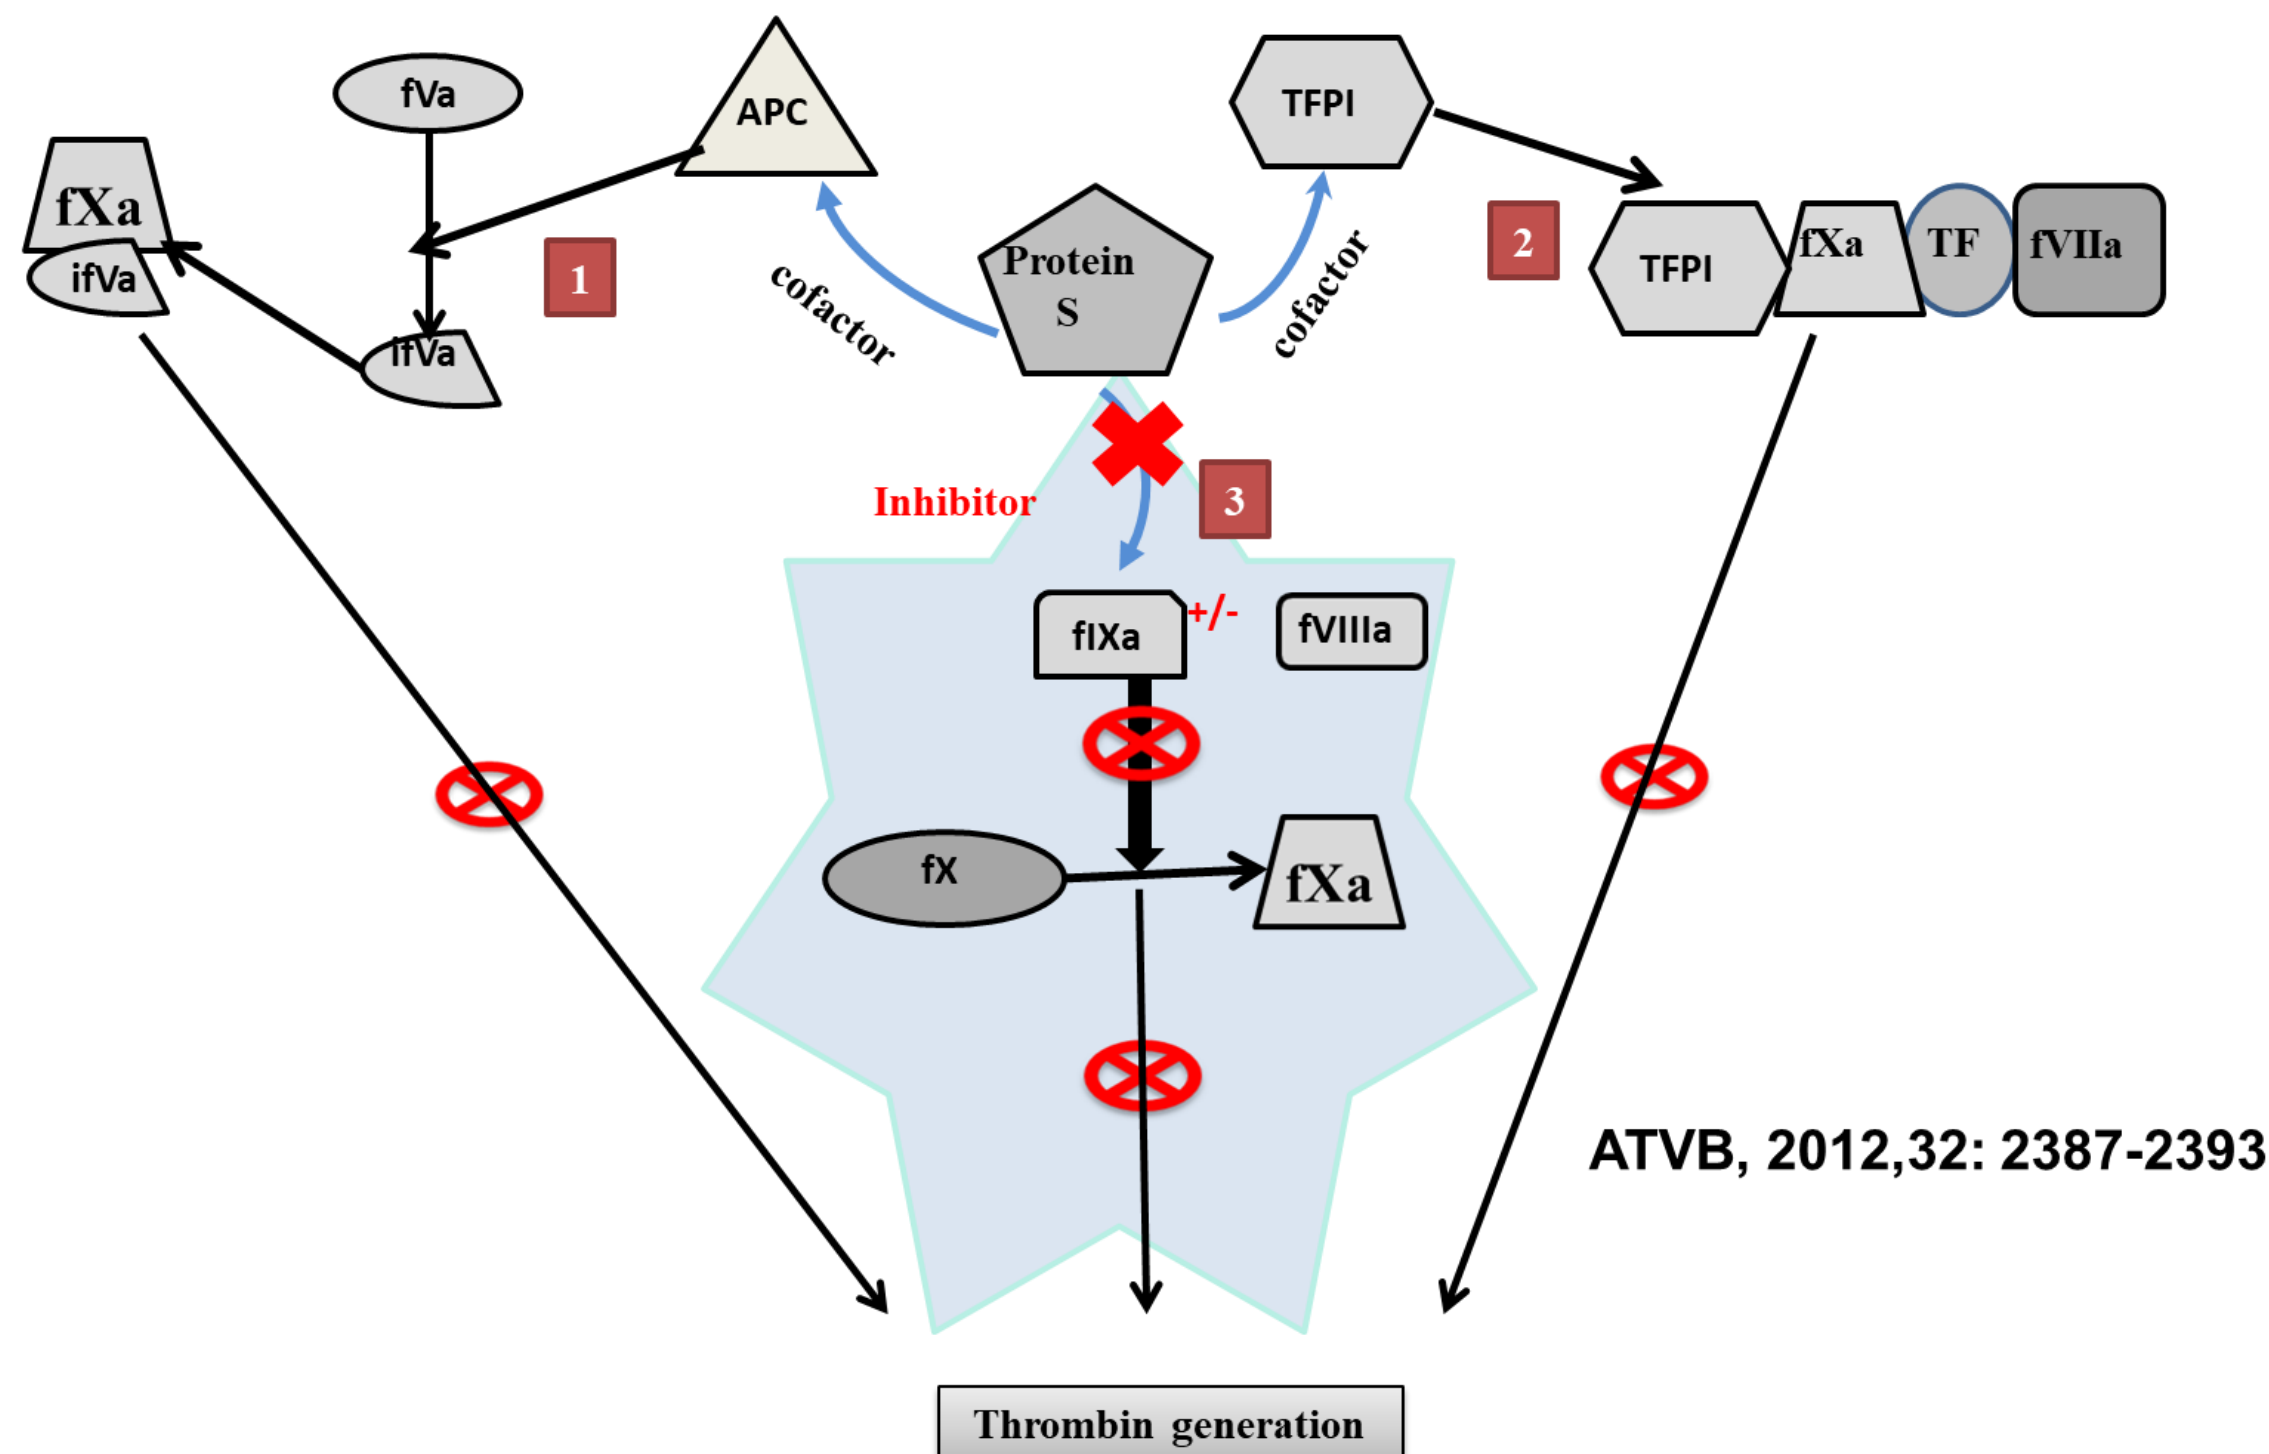 fVa
APC
TFPI
fXa
ifVa
1
ifVa
cofactor
Protein
S
cofactor
2
TFPI
fXa
TF
fVIIa
Inhibitor
3
fIXa
+/-
fVIIIa
fX
fXa
ATVB, 2012,32: 2387-2393
Thrombin generation